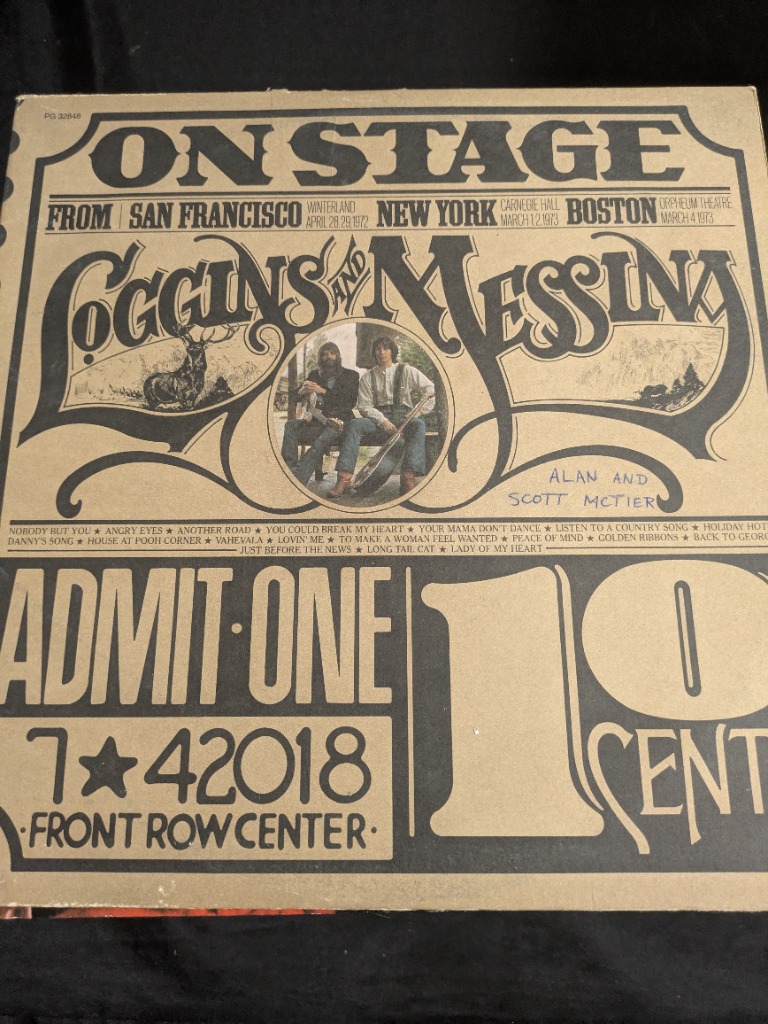 PG 32848
ON STAGE
FROM | SAN FRANCISCO WINTERLAND APRIL 28, 29, 1972 NEW YORK CARNEGIE HALL MARCH 1, 2, 1973 BOSTON ORPHEUM THEATRE MARCH 4, 1973
LOGGINS AND MESSINA
ALAN AND
SCOTT MCTIER
NOBODY BUT YOU ★ ANGRY EYES ★ ANOTHER ROAD ★ YOU COULD BREAK MY HEART ★ YOUR MAMA DON'T DANCE ★ LISTEN TO A COUNTRY SONG ★ HOLIDAY HOT
DANNY'S SONG ★ HOUSE AT POOH CORNER ★ VAHEVALA ★ LOVIN' ME ★ TO MAKE A WOMAN FEEL WANTED ★ PEACE OF MIND ★ GOLDEN RIBBONS ★ BACK TO GEORG
JUST BEFORE THE NEWS ★ LONG TAIL CAT ★ LADY OF MY HEART
ADMIT·ONE
10 CENT
7★42018
·FRONT ROW CENTER·